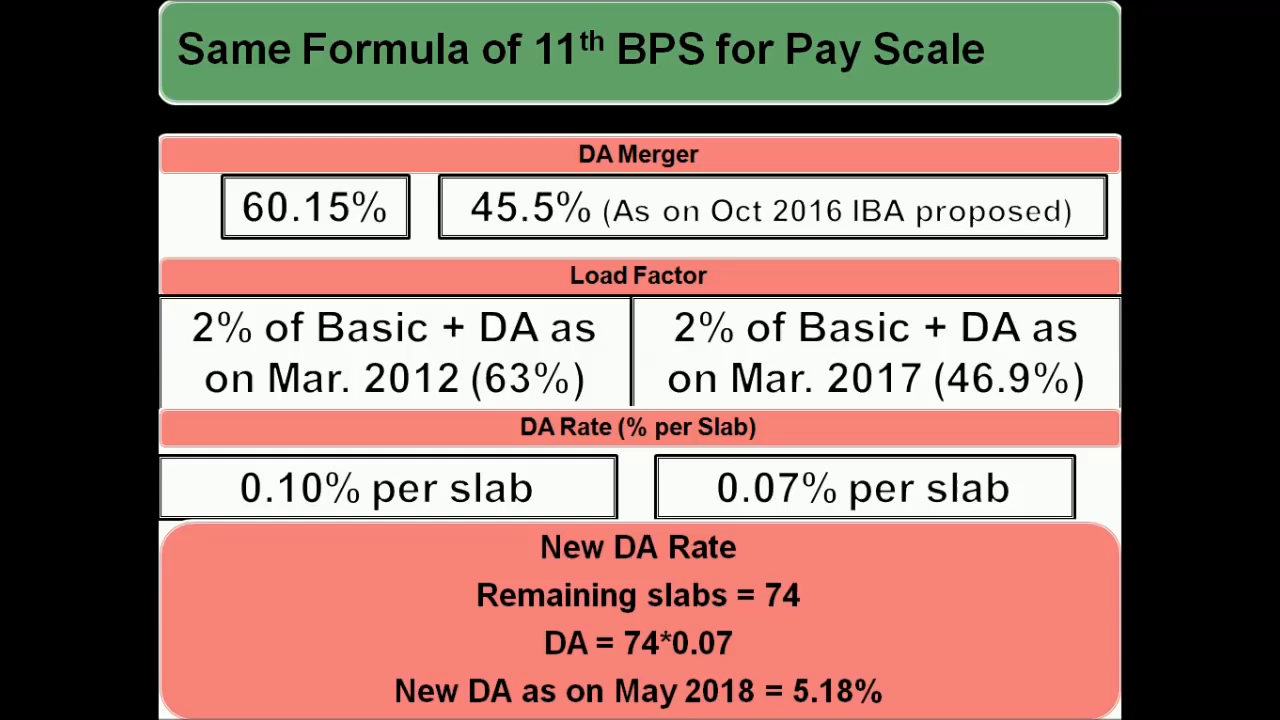 Same Formula of 11th BPS for Pay Scale
DA Merger
60.15%
45.5% (As on Oct 2016 IBA proposed)
Load Factor
2% of Basic + DA as
on Mar. 2012 (63%)
2% of Basic + DA as
on Mar. 2017 (46.9%)
DA Rate (% per Slab)
0.10% per slab
0.07% per slab
New DA Rate
Remaining slabs = 74
DA = 74*0.07
New DA as on May 2018 = 5.18%